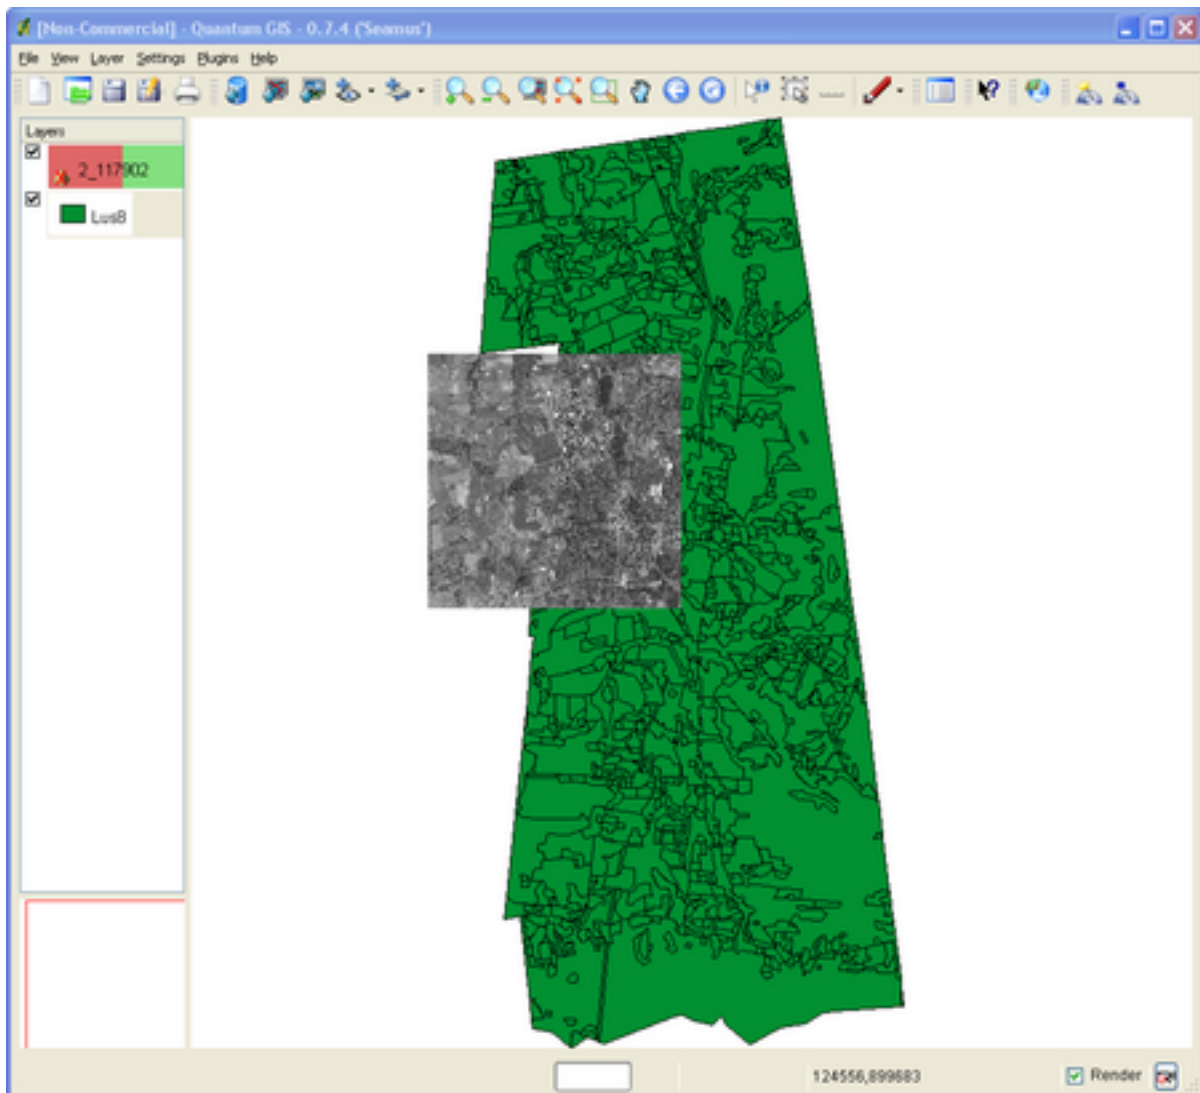 [Non-Commercial] - Quantum GIS - 0.7.4 ('Seamus')
File View Layer Settings Plugins Help
Layers
2_117902
Lus8
124556,899683
Render